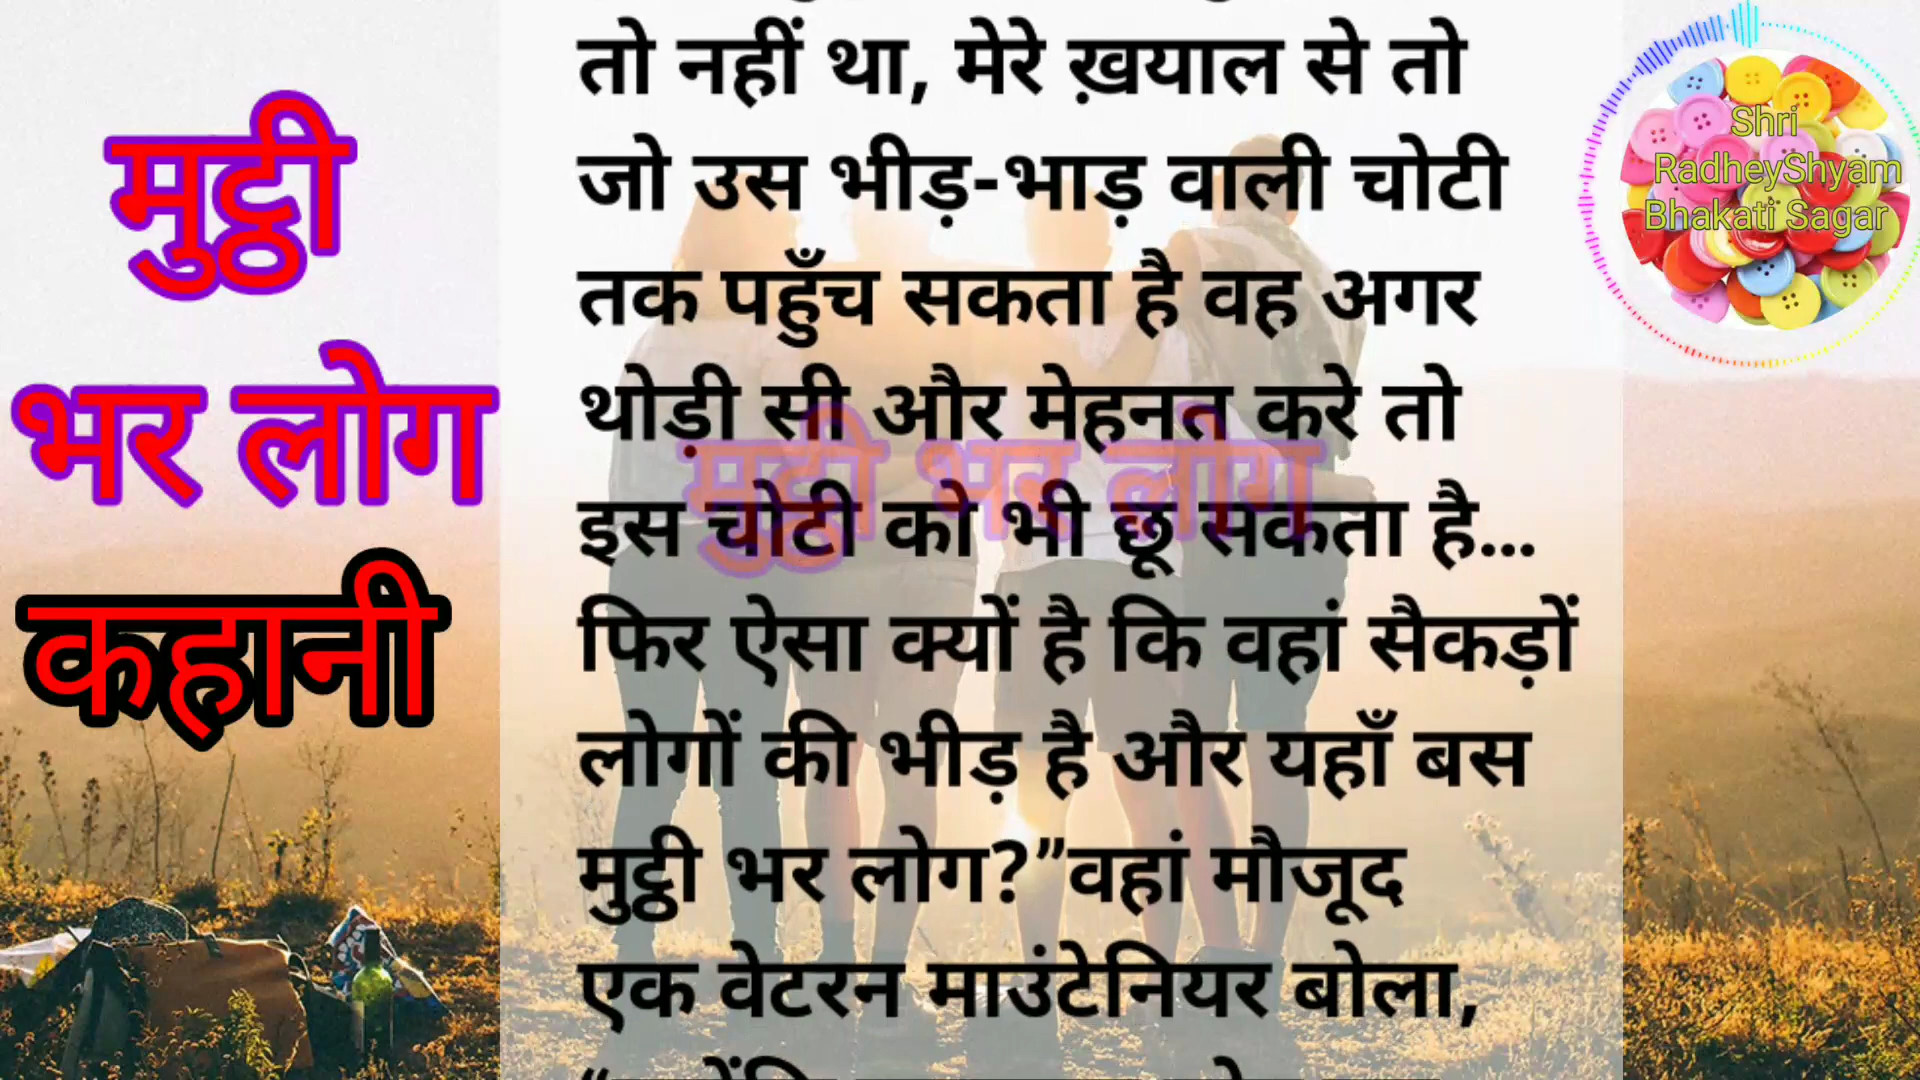 मुट्ठी
भर लोग
कहानी
तो नहीं था, मेरे ख़याल से तो
जो उस भीड़-भाड़ वाली चोटी
तक पहुँच सकता है वह अगर
थोड़ी सी और मेहनत करे तो
इस चोटी को भी छू सकता है...
फिर ऐसा क्यों है कि वहां सैकड़ों
लोगों की भीड़ है और यहाँ बस
मुट्ठी भर लोग?”वहां मौजूद
एक वेटरन माउंटेनियर बोला,
मुट्ठी भर लोग
Shri
RadheyShyam
Bhakati Sagar